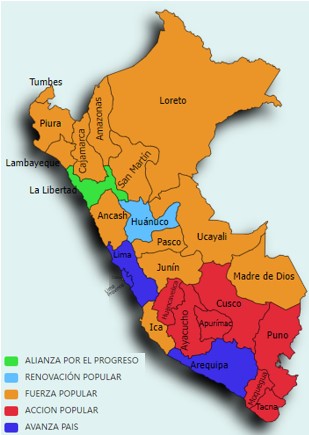 Tumbes
Loreto
Piura
Amazonas
Cajamarca
Lambayeque
San Martín
La Libertad
Ancash
Huánuco
Ucayali
Pasco
Lima
Junín
Madre de Dios
Huancavelica
Cusco
Ica
Ayacucho
Apurímac
Puno
Arequipa
Moquegua
Tacna
ALIANZA POR EL PROGRESO
RENOVACIÓN POPULAR
FUERZA POPULAR
ACCION POPULAR
AVANZA PAIS